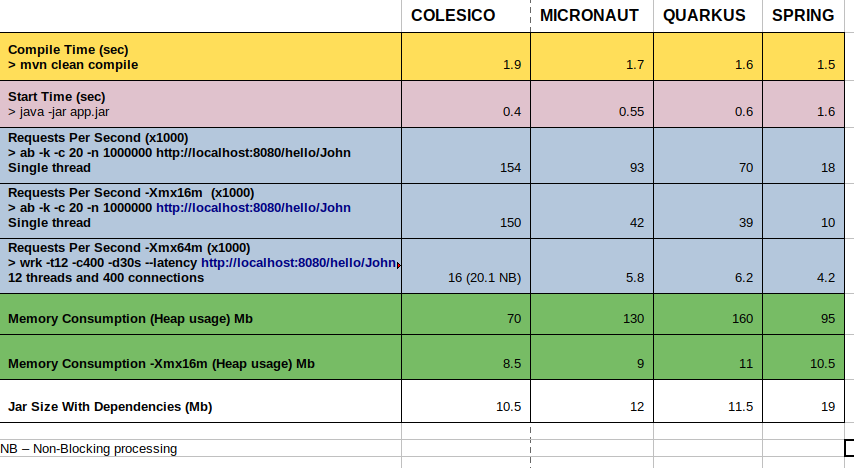 COLESICO MICRONAUT QUARKUS SPRING
Compile Time (sec)
> mvn clean compile 1.9 1.7 1.6 1.5
Start Time (sec)
> java -jar app.jar 0.4 0.55 0.6 1.6
Requests Per Second (x1000)
> ab -k -c 20 -n 1000000 http://localhost:8080/hello/John
Single thread 154 93 70 18
Requests Per Second -Xmx16m (x1000)
> ab -k -c 20 -n 1000000 http://localhost:8080/hello/John
Single thread 150 42 39 10
Requests Per Second -Xmx64m (x1000)
> wrk -t12 -c400 -d30s --latency http://localhost:8080/hello/John
12 threads and 400 connections 16 (20.1 NB) 5.8 6.2 4.2
Memory Consumption (Heap usage) Mb 70 130 160 95
Memory Consumption -Xmx16m (Heap usage) Mb 8.5 9 11 10.5
Jar Size With Dependencies (Mb) 10.5 12 11.5 19
NB – Non-Blocking processing